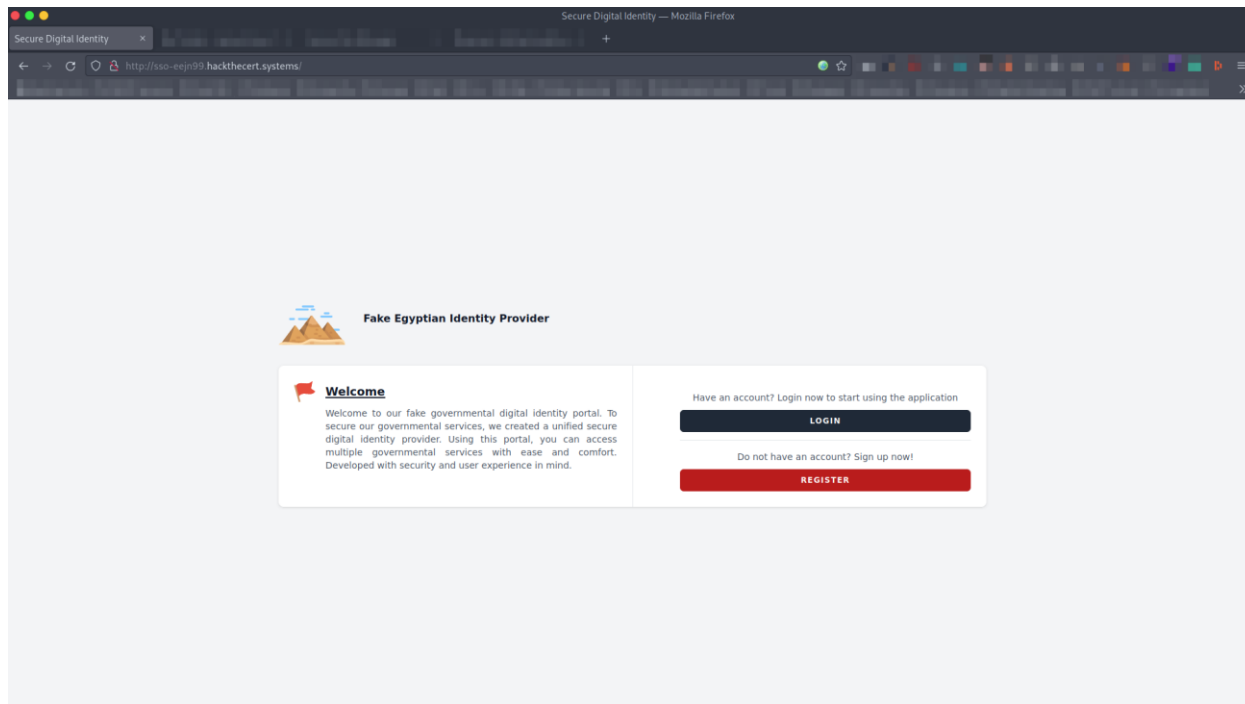 Secure Digital Identity — Mozilla Firefox
Secure Digital Identity
http://sso-eejn99.hackthecert.systems/
Fake Egyptian Identity Provider
Welcome
Welcome to our fake governmental digital identity portal. To
secure our governmental services, we created a unified secure
digital identity provider. Using this portal, you can access
multiple governmental services with ease and comfort.
Developed with security and user experience in mind.
Have an account? Login now to start using the application
LOGIN
Do not have an account? Sign up now!
REGISTER